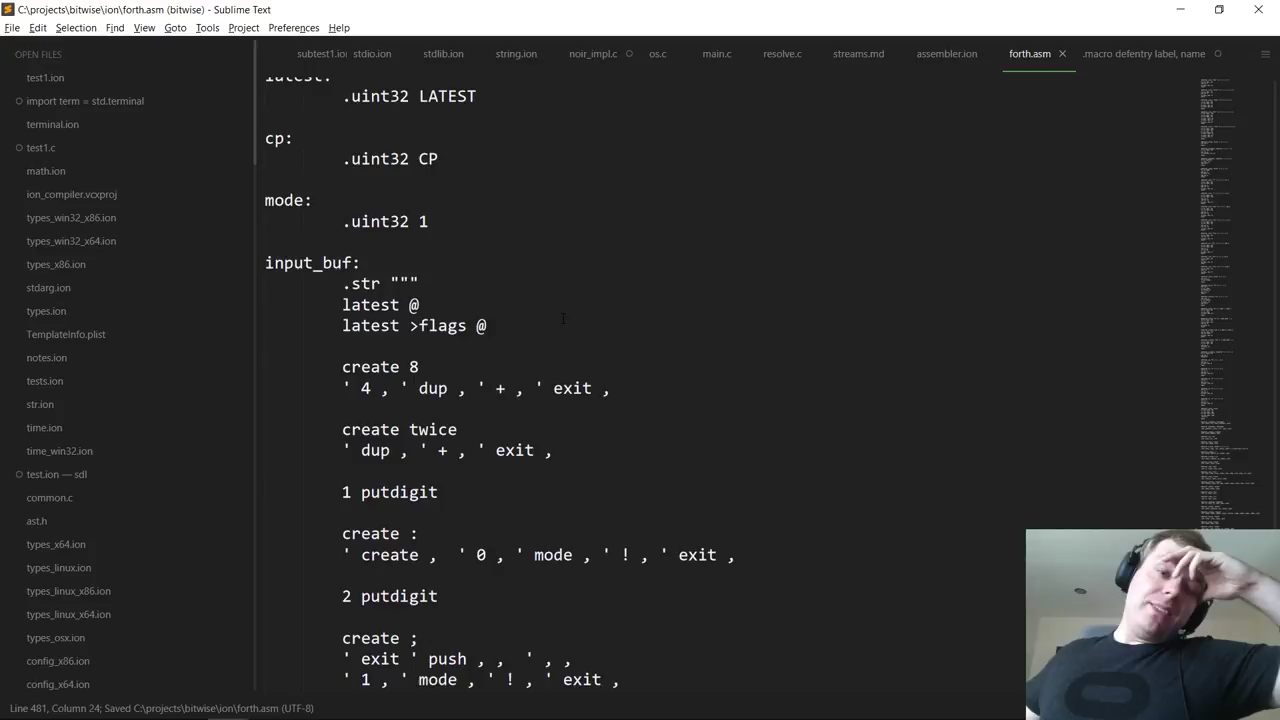 C:\projects\bitwise\ion\forth.asm (bitwise) - Sublime Text
File Edit Selection Find View Goto Tools Project Preferences Help
OPEN FILES
test1.ion
import term = std.terminal
terminal.ion
test1.c
math.ion
ion_compiler.vcxproj
types_win32_x86.ion
types_win32_x64.ion
types_x86.ion
stdarg.ion
types.ion
TemplateInfo.plist
notes.ion
tests.ion
str.ion
time.ion
time_win32.ion
test.ion — sdl
common.c
ast.h
types_x64.ion
types_linux.ion
types_linux_x86.ion
types_linux_x64.ion
types_osx.ion
config_x86.ion
config_x64.ion
subtest1.ion stdio.ion stdlib.ion string.ion noir_impl.c os.c main.c resolve.c streams.md assembler.ion forth.asm .macro defentry label, name
latest:
.uint32 LATEST
cp:
.uint32 CP
mode:
.uint32 1
input_buf:
.str """
latest @
latest >flags @
create 8
' 4 , ' dup , ' + , ' exit ,
create twice
' dup , ' + , ' exit ,
1 putdigit
create :
' create , ' 0 , ' mode , ' ! , ' exit ,
2 putdigit
create ;
' exit ' push , , ' , ,
' 1 , ' mode , ' ! , ' exit ,
Line 481, Column 24; Saved C:\projects\bitwise\ion\forth.asm (UTF-8)